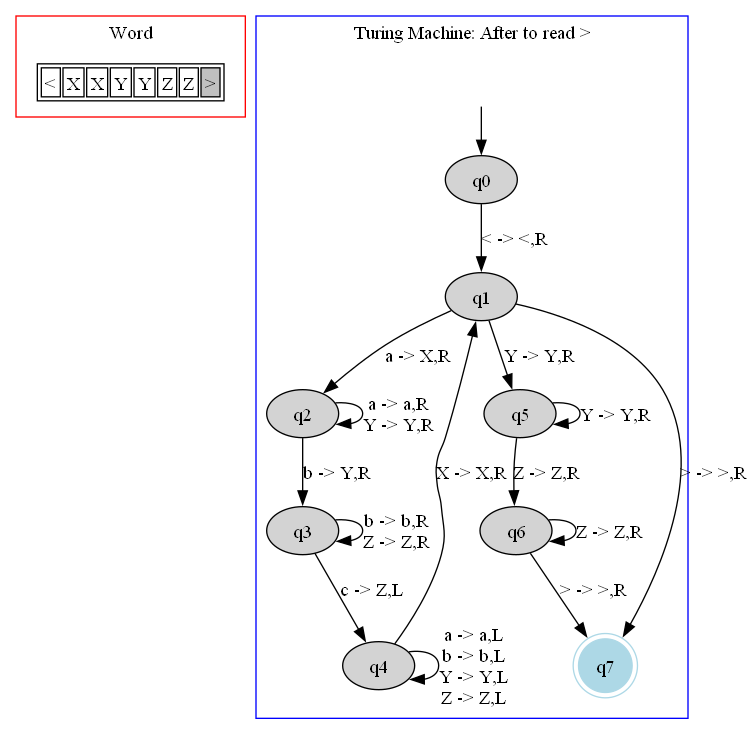 Word
< X X Y Y Z Z >
Turing Machine: After to read >
q0
< -> <,R
q1
a -> X,R
Y -> Y,R
q2
a -> a,R
Y -> Y,R
q5
Y -> Y,R
b -> Y,R
X -> X,R
Z -> Z,R
> -> >,R
q3
b -> b,R
Z -> Z,R
q6
Z -> Z,R
c -> Z,L
> -> >,R
q4
a -> a,L
b -> b,L
Y -> Y,L
Z -> Z,L
q7